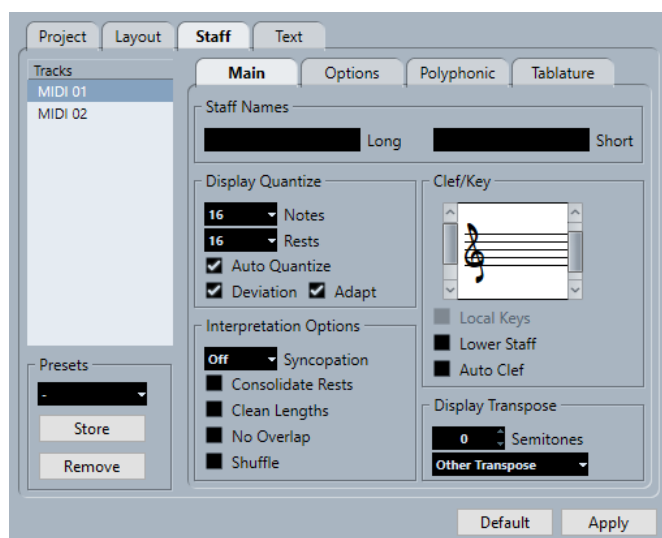 Project Layout Staff Text
Tracks
MIDI 01
MIDI 02
Presets
-
Store
Remove
Main Options Polyphonic Tablature
Staff Names
Long Short
Display Quantize
16 Notes
16 Rests
Auto Quantize
Deviation Adapt
Interpretation Options
Off Syncopation
Consolidate Rests
Clean Lengths
No Overlap
Shuffle
Clef/Key
Local Keys
Lower Staff
Auto Clef
Display Transpose
0 Semitones
Other Transpose
Default Apply